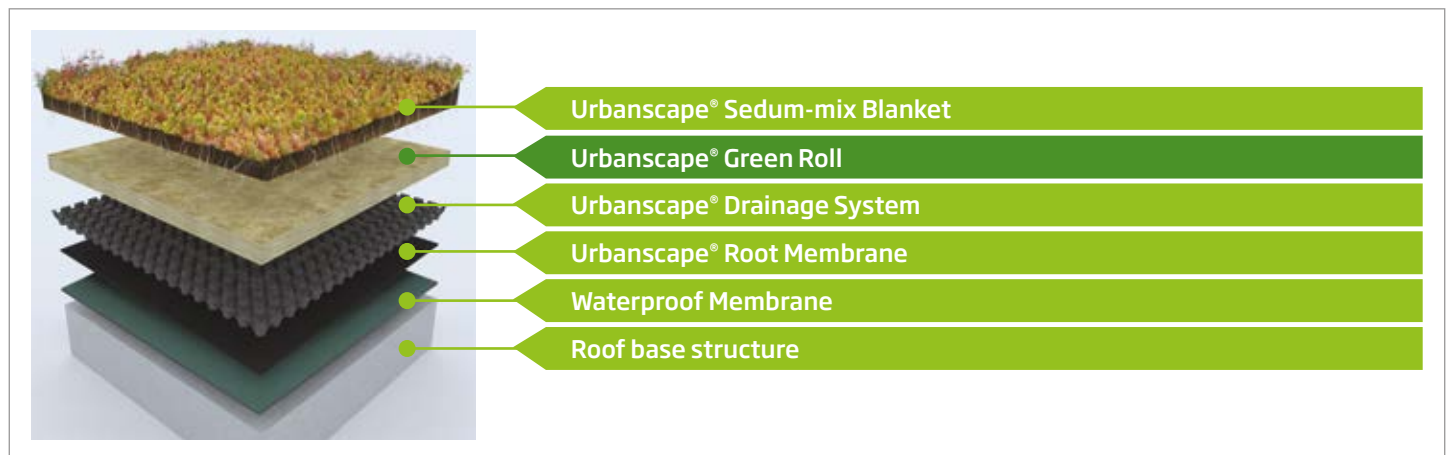 Urbanscape® Sedum-mix Blanket
Urbanscape® Green Roll
Urbanscape® Drainage System
Urbanscape® Root Membrane
Waterproof Membrane
Roof base structure